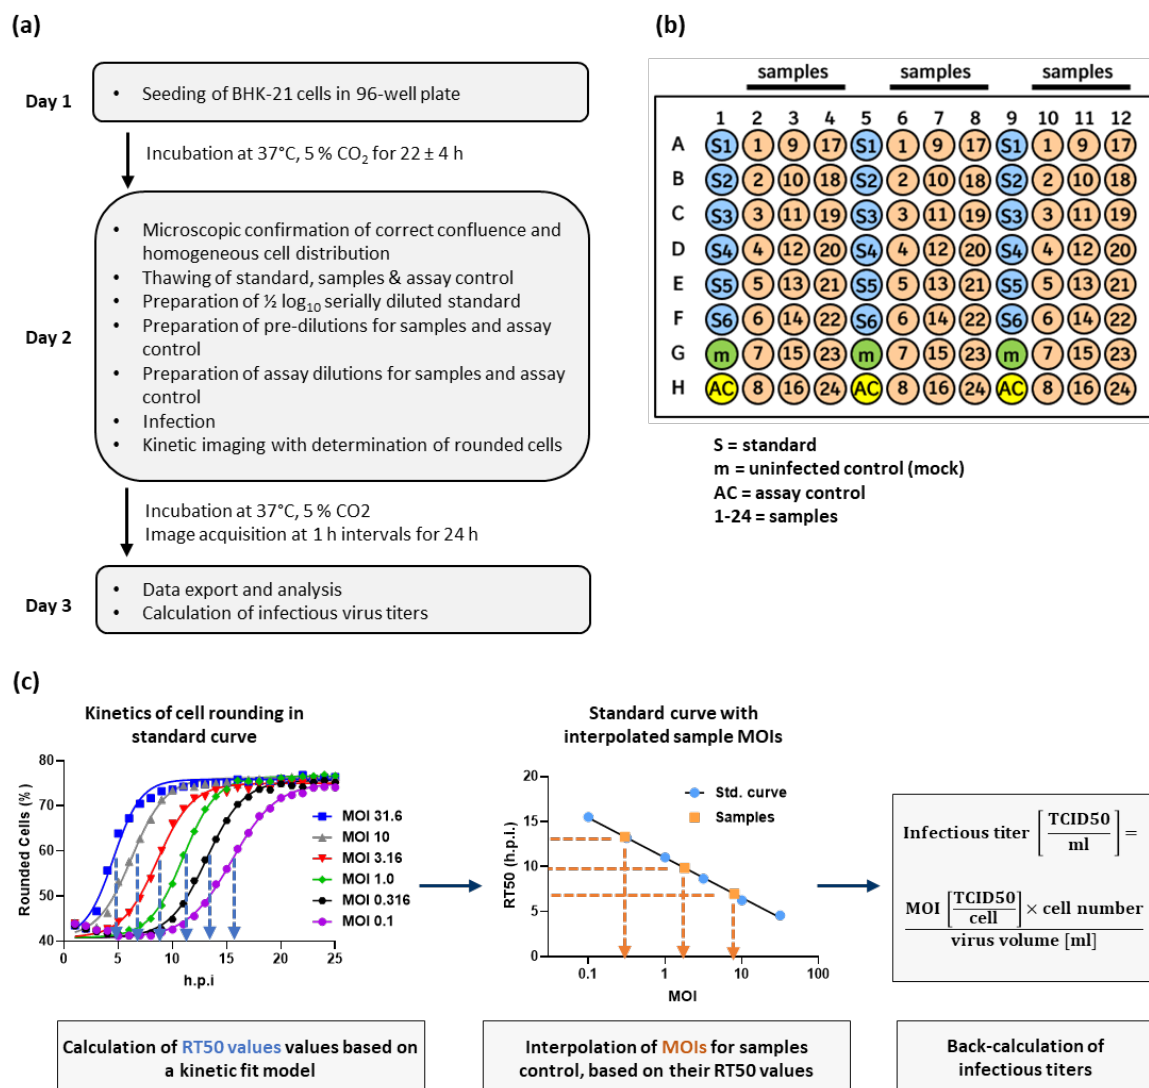 (a)
Day 1
• Seeding of BHK-21 cells in 96-well plate
Incubation at 37°C, 5 % CO₂ for 22 ± 4 h
Day 2
• Microscopic confirmation of correct confluence and
homogeneous cell distribution
• Thawing of standard, samples & assay control
• Preparation of ½ log₁₀ serially diluted standard
• Preparation of pre-dilutions for samples and assay
control
• Preparation of assay dilutions for samples and assay
control
• Infection
• Kinetic imaging with determination of rounded cells
Incubation at 37°C, 5 % CO2
Image acquisition at 1 h intervals for 24 h
Day 3
• Data export and analysis
• Calculation of infectious virus titers
(b)
samples samples samples
1 2 3 4 5 6 7 8 9 10 11 12
A S1 1 9 17 S1 1 9 17 S1 1 9 17
B S2 2 10 18 S2 2 10 18 S2 2 10 18
C S3 3 11 19 S3 3 11 19 S3 3 11 19
D S4 4 12 20 S4 4 12 20 S4 4 12 20
E S5 5 13 21 S5 5 13 21 S5 5 13 21
F S6 6 14 22 S6 6 14 22 S6 6 14 22
G m 7 15 23 m 7 15 23 m 7 15 23
H AC 8 16 24 AC 8 16 24 AC 8 16 24
S = standard
m = uninfected control (mock)
AC = assay control
1-24 = samples
(c)
Kinetics of cell rounding in
standard curve
Rounded Cells (%)
80
70
60
50
40
0 5 10 15 20 25
h.p.i
MOI 31.6
MOI 10
MOI 3.16
MOI 1.0
MOI 0.316
MOI 0.1
Calculation of RT50 values values based on
a kinetic fit model
Standard curve with
interpolated sample MOIs
RT50 (h.p.i.)
20
15
10
5
0
0.1 1 10 100
MOI
Std. curve
Samples
Interpolation of MOIs for samples
control, based on their RT50 values
Infectious titer [TCID50/ml] =
MOI [TCID50/cell] × cell number
virus volume [ml]
Back-calculation of
infectious titers